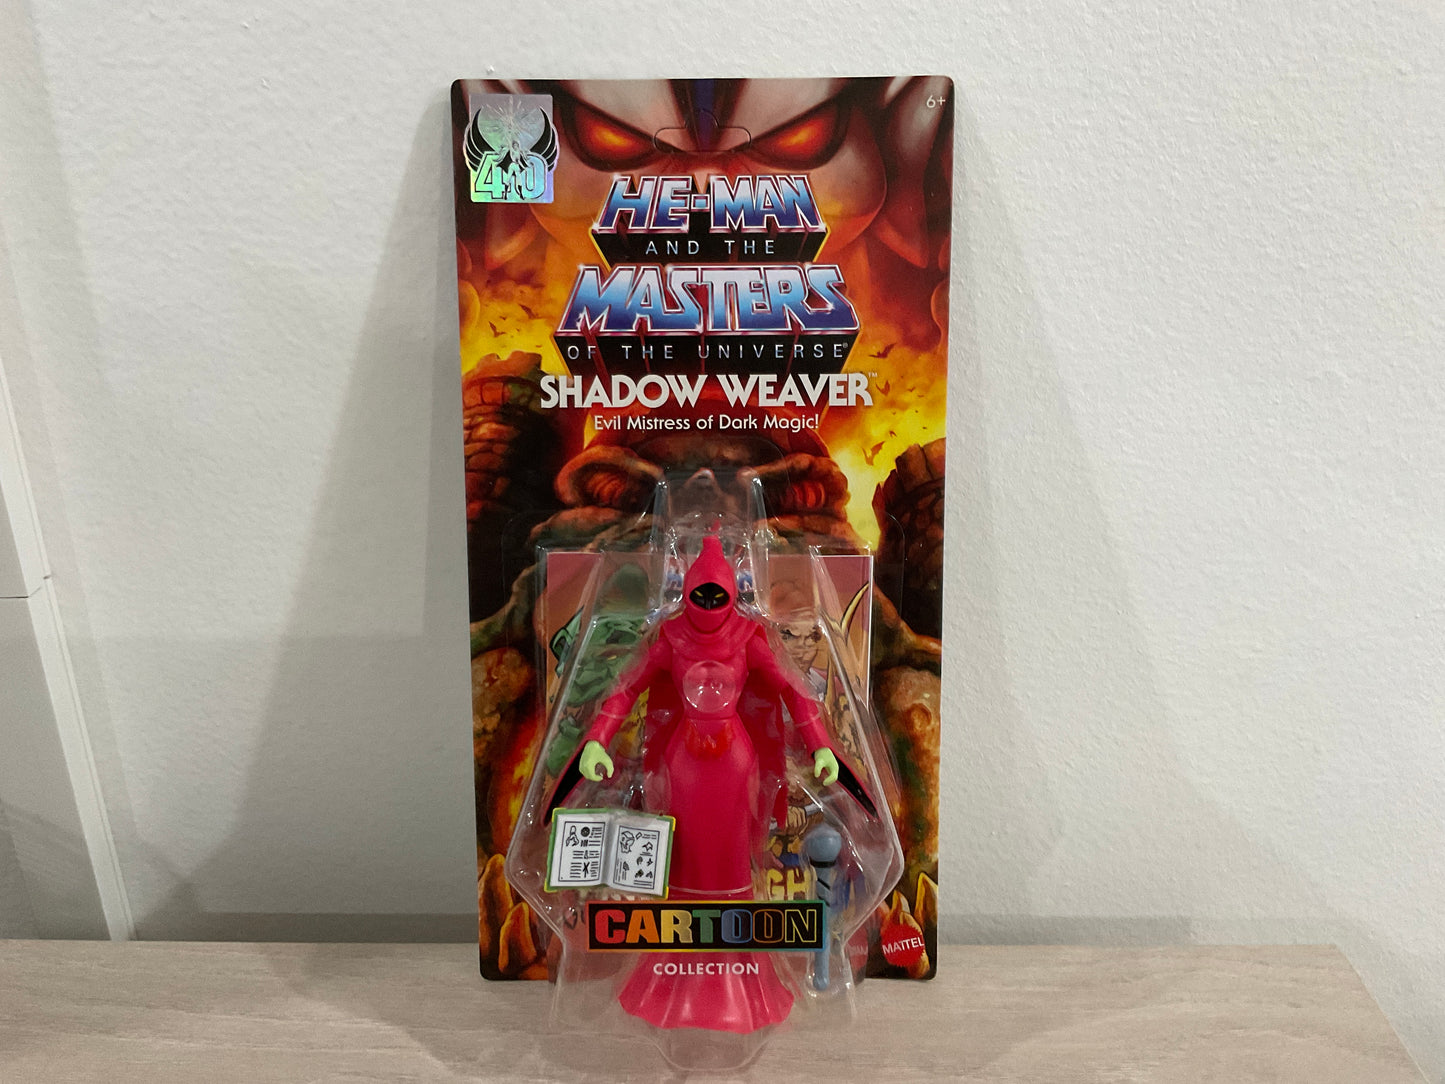 40
6+
HE-MAN
AND THE
MASTERS
OF THE UNIVERSE®
SHADOW WEAVER™
Evil Mistress of Dark Magic!
CARTOON
COLLECTION
MATTEL